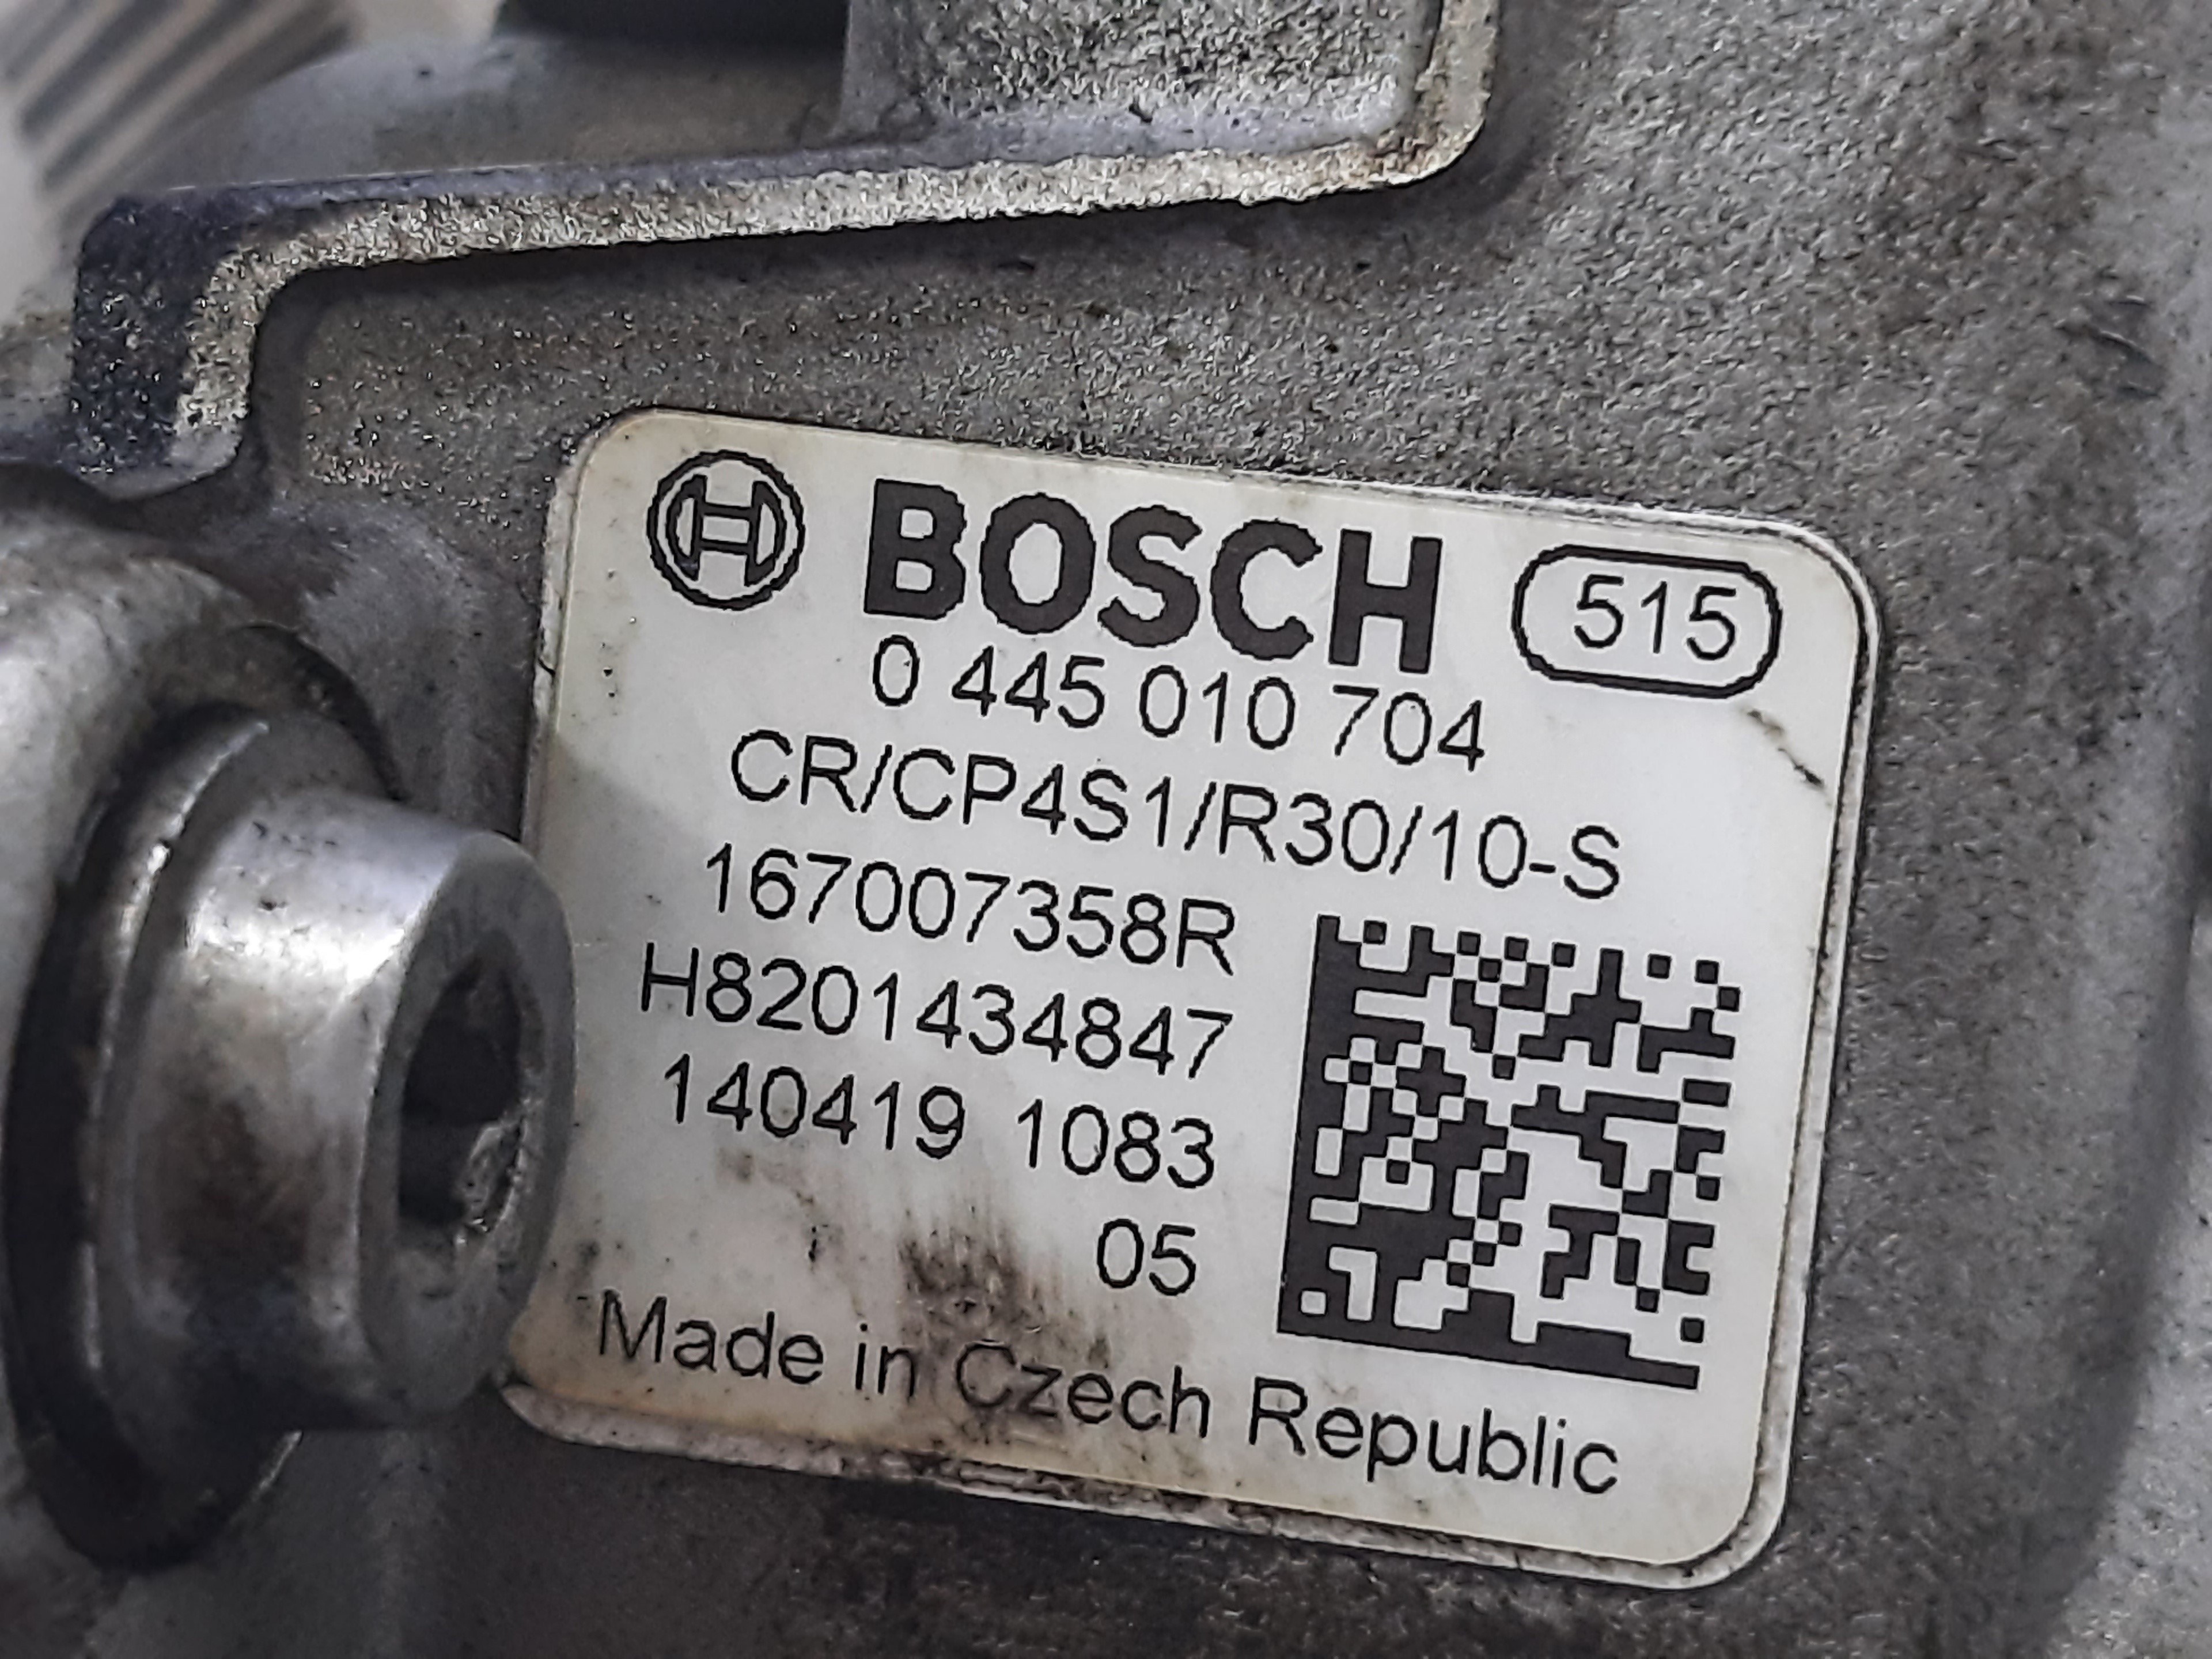 BOSCH 515
0 445 010 704
CR/CP4S1/R30/10-S
167007358R
H8201434847
140419 1083
05
Made in Czech Republic